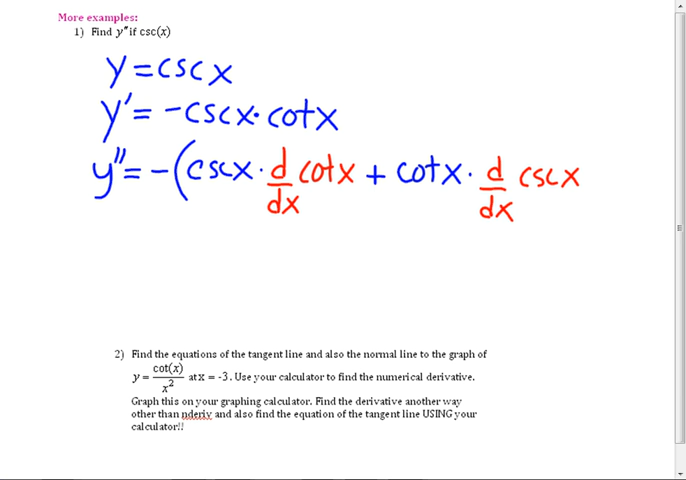 More examples:
1) Find y" if csc(x)
y = csc x
y' = -csc x · cot x
y" = -(csc x · d/dx cot x + cot x · d/dx csc x
2) Find the equations of the tangent line and also the normal line to the graph of
y = cot(x)/x² at x = -3. Use your calculator to find the numerical derivative.
Graph this on your graphing calculator. Find the derivative another way
other than nderiv and also find the equation of the tangent line USING your
calculator!!